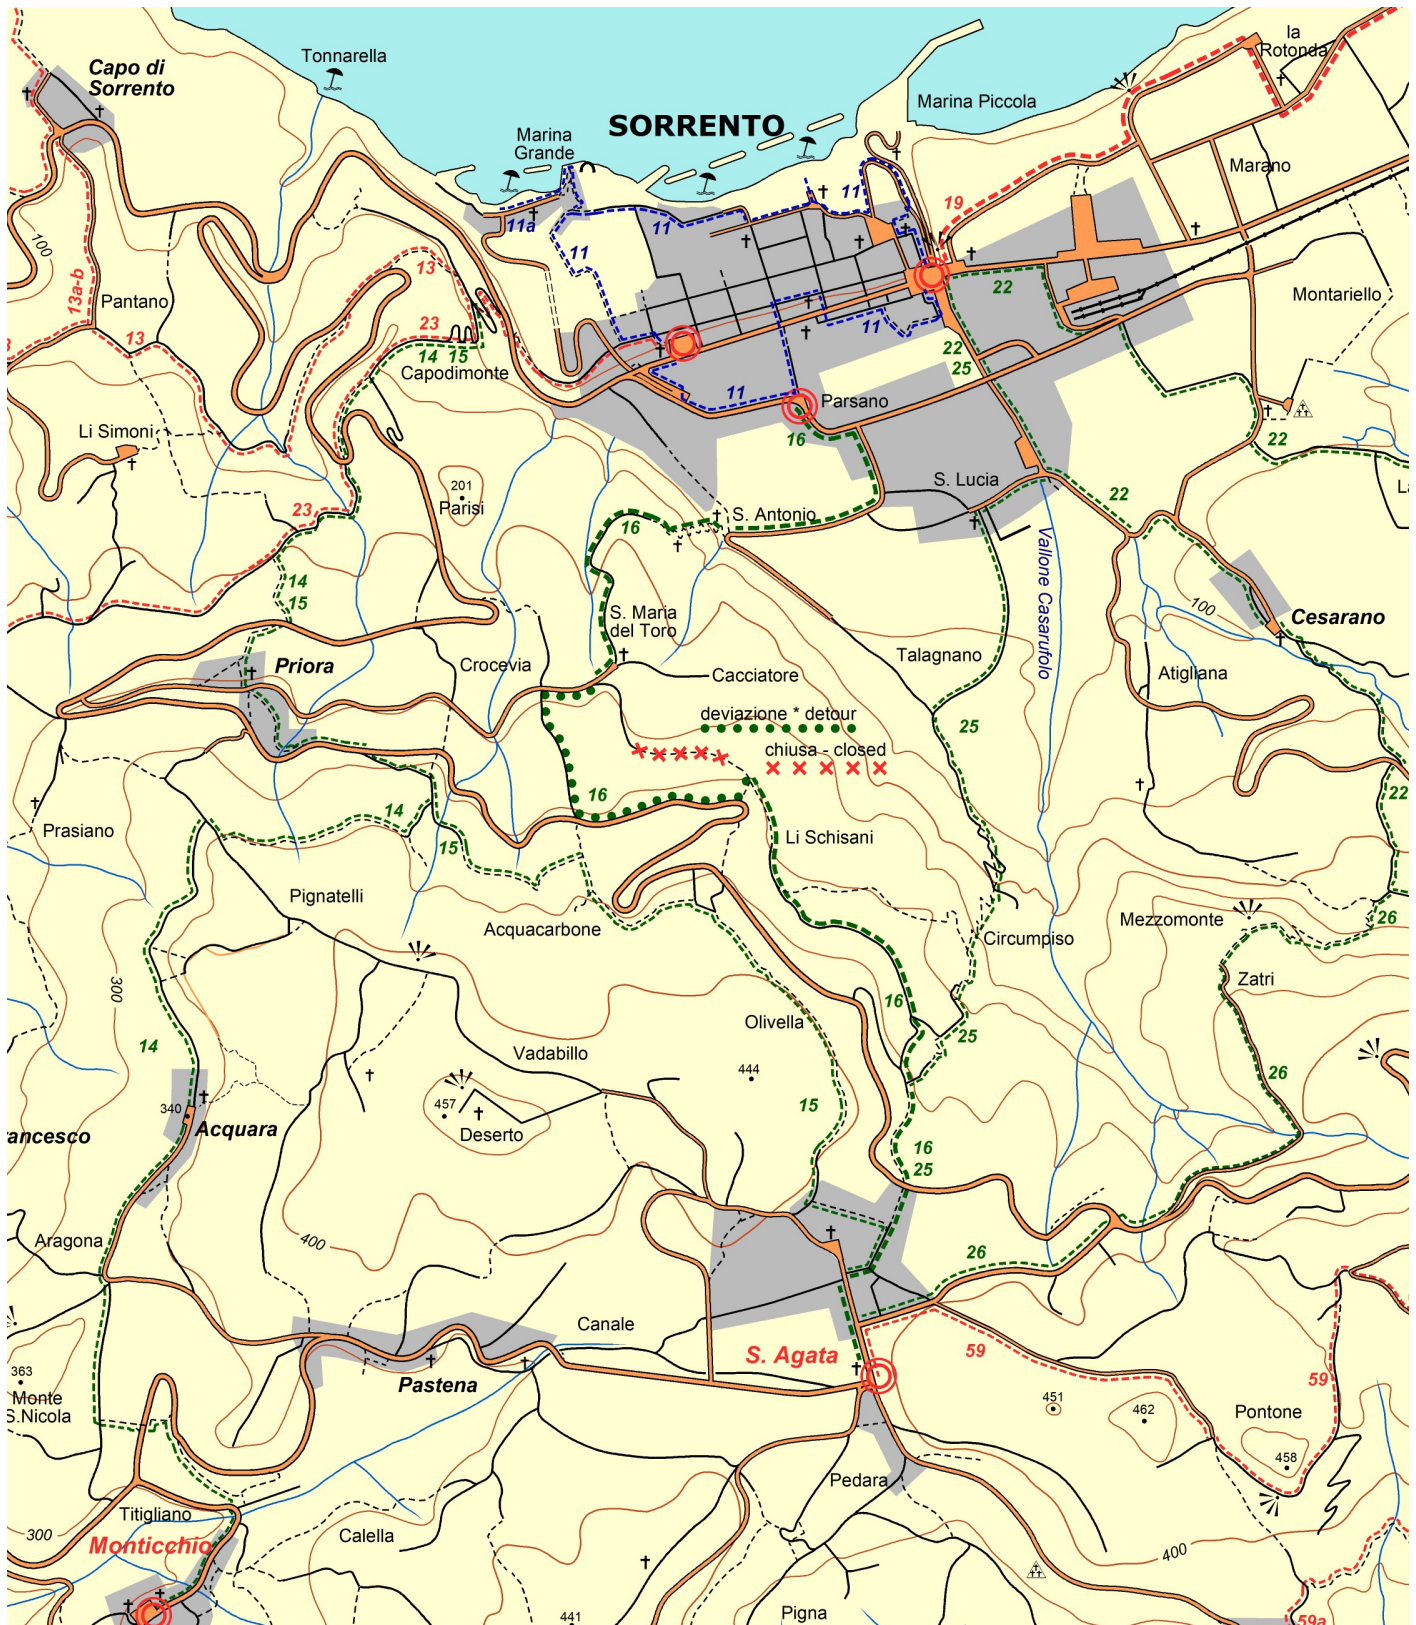 la
Rotonda
Tonnarella
Capo di
Sorrento
Marina Piccola
SORRENTO
Marina
Grande
Marano
11
19
11a
11
11
100
13
22
13a-b
Pantano
Montariello
11
13
23
22
14 15
25
Capodimonte
11
Parsano
Li Simoni
16
22
S. Lucia
201
Parisi
22
23
S. Antonio
16
Vallone Casarufolo
14
15
100
S. Maria
del Toro
Cesarano
Priora
Crocevia
Talagnano
Cacciatore
Atigliana
deviazione * detour
25
chiusa - closed
16
22
14
Prasiano
15
Li Schisani
Pignatelli
Mezzomonte
26
Acquacarbone
Circumpiso
300
Zatri
16
Olivella
25
14
Vadabillo
444
26
15
340
457
ancesco
Acquara
Deserto
16
25
Aragona
400
26
Canale
S. Agata
59
363
59
Pastena
Monte
S.Nicola
451
462
Pontone
458
Pedara
Titigliano
300
Calella
Monticchio
400
441
Pigna
59a